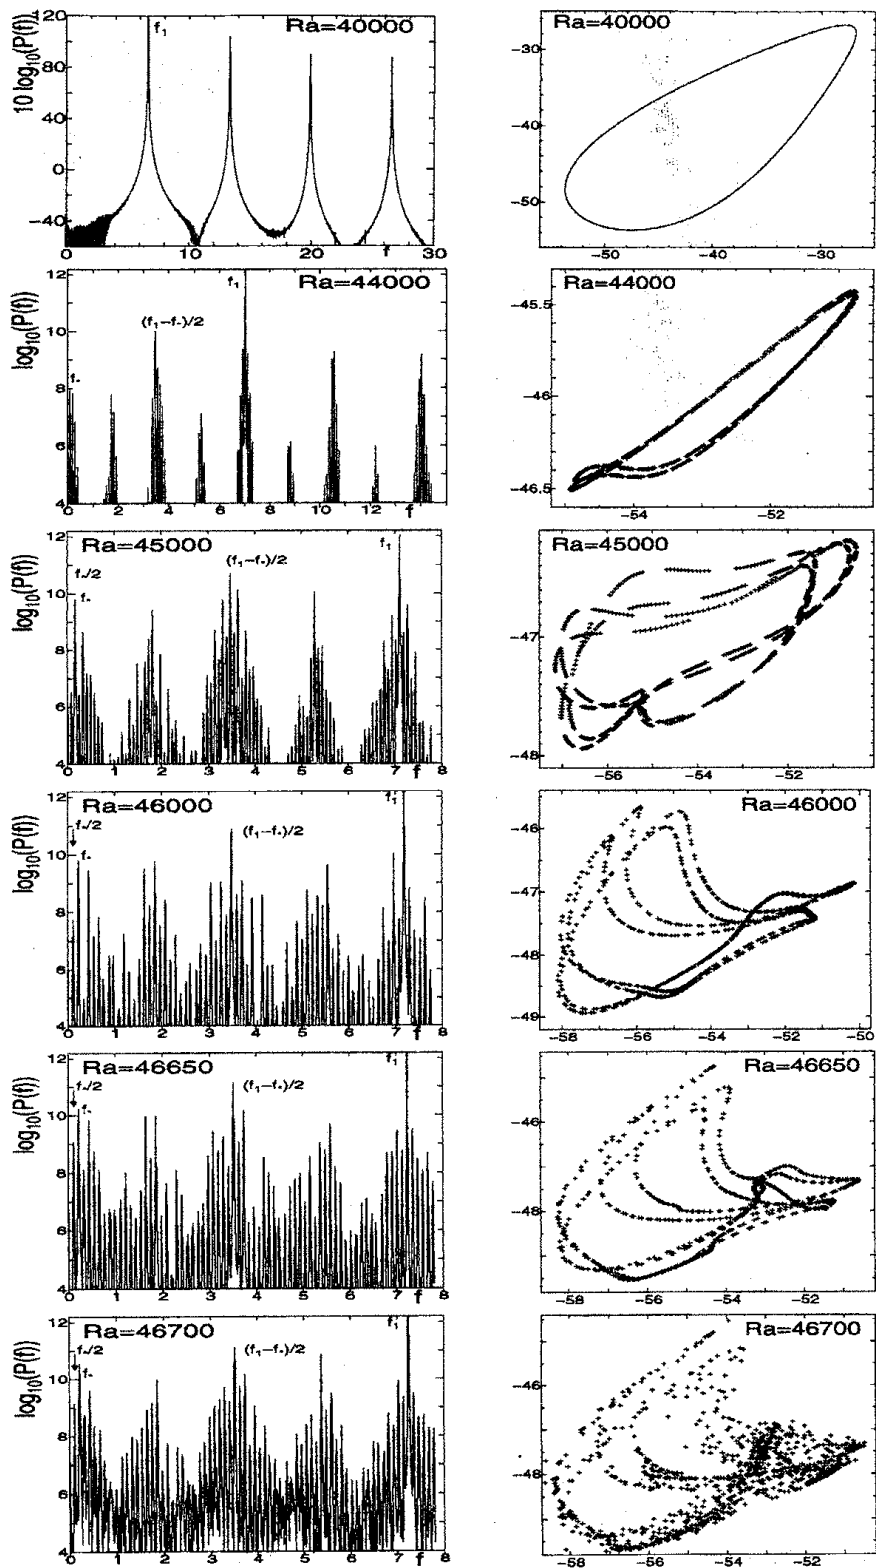 120
80
40
0
−40
10 log₁₀(P(f))
f₁
Ra=40000
0
10
20
f
30
Ra=40000
−30
−40
−50
−50
−40
−30
12
10
8
6
4
log₁₀(P(f))
f₁
Ra=44000
(f₁−f*)/2
f*
0
2
4
6
8
10
12
f
Ra=44000
−45.5
−46
−46.5
−54
−52
12
10
8
6
4
log₁₀(P(f))
Ra=45000
f₁
f*/2
(f₁−f*)/2
f*
0
1
2
3
4
5
6
7
f
8
Ra=45000
−47
−48
−56
−54
−52
12
10
8
6
4
log₁₀(P(f))
Ra=46000
f₁
f*/2
(f₁−f*)/2
f*
0
1
2
3
4
5
6
7
f
8
Ra=46000
−46
−47
−48
−49
−58
−56
−54
−52
−50
12
10
8
6
4
log₁₀(P(f))
Ra=46650
f₁
f*/2
(f₁−f*)/2
f*
0
1
2
3
4
5
6
7
f
8
Ra=46650
−46
−48
−58
−56
−54
−52
12
10
8
6
4
log₁₀(P(f))
Ra=46700
f₁
f*/2
(f₁−f*)/2
f*
0
1
2
3
4
5
6
7
f
8
Ra=46700
−46
−48
−58
−56
−54
−52